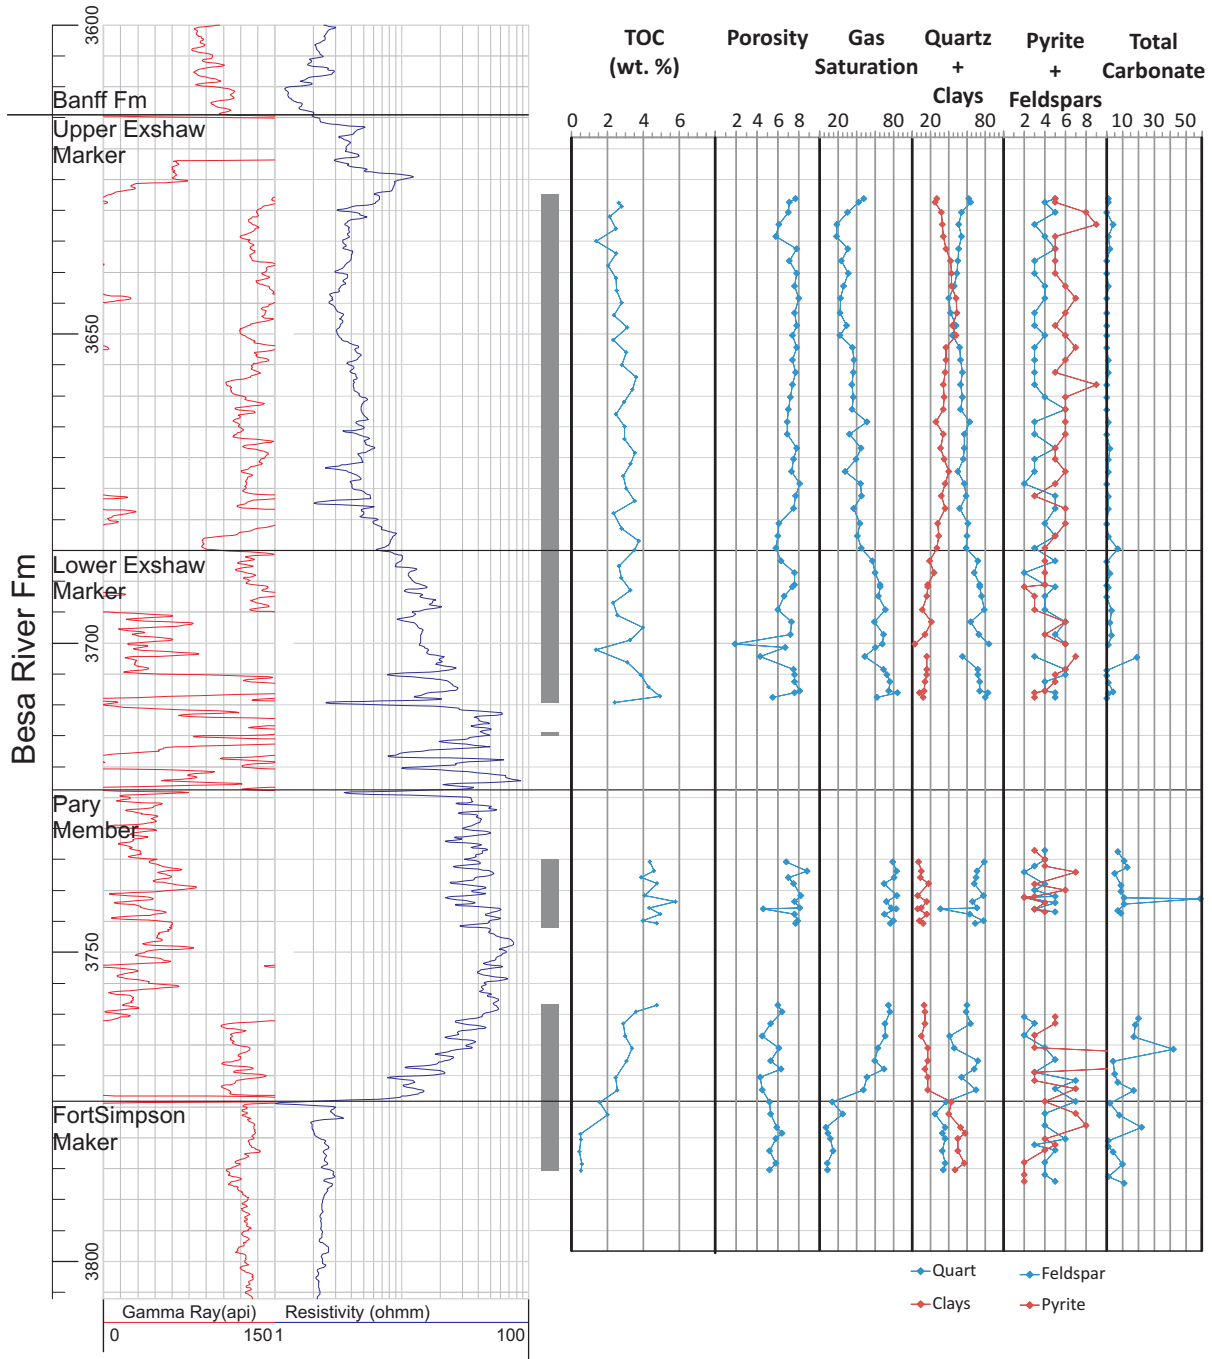 TOC
(wt. %)
Porosity
Gas
Saturation
Quartz
+
Clays
Pyrite
+
Feldspars
Total
Carbonate
0 2 4 6
2 4 6 8
20 80
20 80
2 4 6 8
10 30 50
3600
3650
3700
3750
3800
Besa River Fm
Banff Fm
Upper Exshaw
Marker
Lower Exshaw
Marker
Pary
Member
FortSimpson
Maker
Quart
Clays
Feldspar
Pyrite
Gamma Ray(api)
0 150
Resistivity (ohmm)
1 100